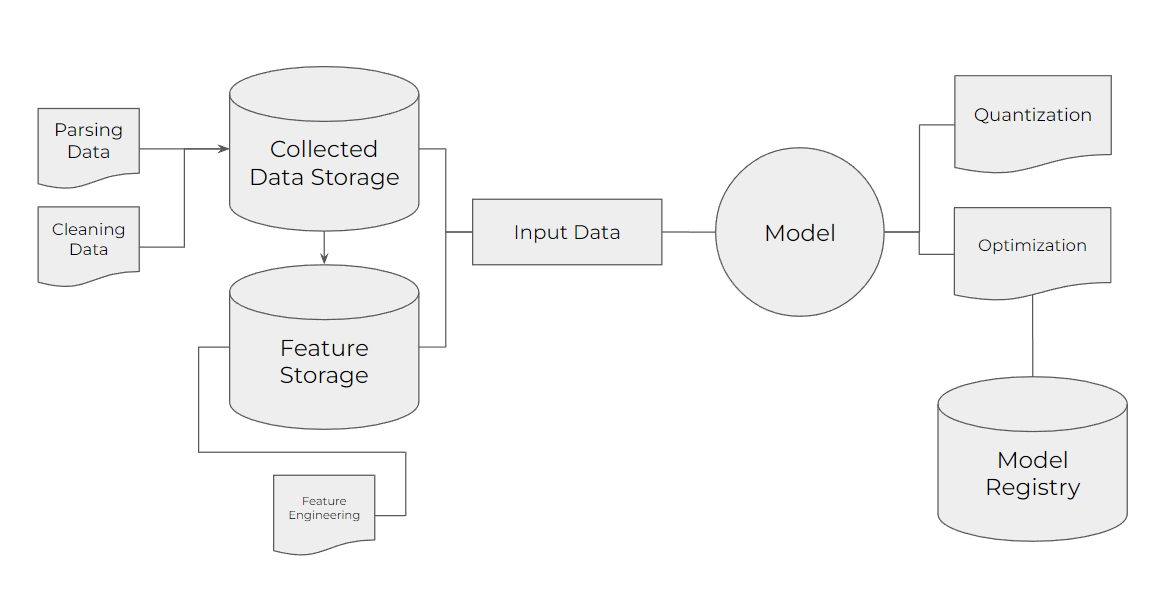 Parsing
Data
Cleaning
Data
Collected
Data Storage
Feature
Storage
Feature
Engineering
Input Data
Model
Quantization
Optimization
Model
Registry